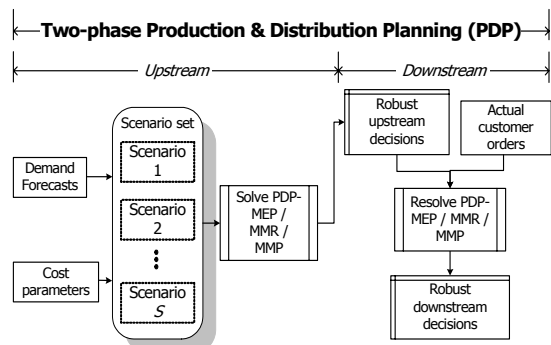 Two-phase Production & Distribution Planning (PDP)
Upstream
Downstream
Scenario set
Scenario
1
Scenario
2
Scenario
S
Demand
Forecasts
Cost
parameters
Solve PDP-
MEP /
MMR /
MMP
Robust
upstream
decisions
Actual
customer
orders
Resolve PDP-
MEP / MMR /
MMP
Robust
downstream
decisions